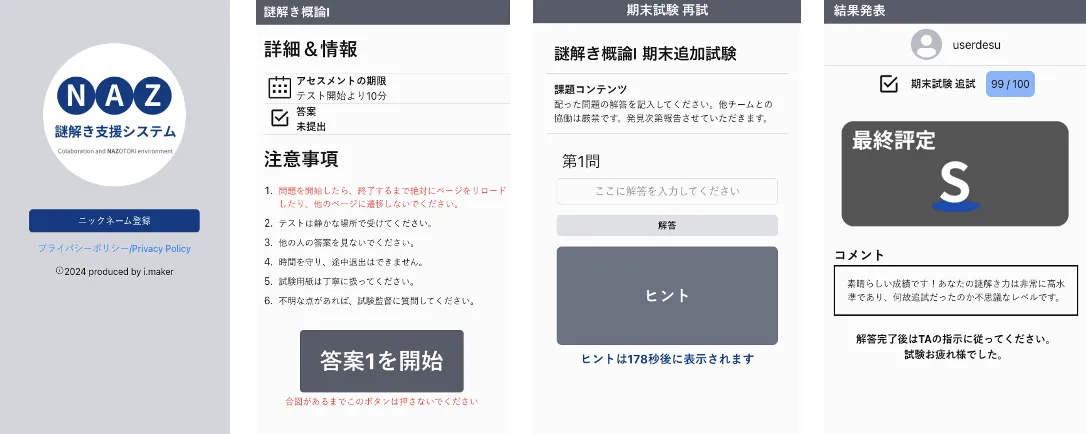 NAZ
謎解き支援システム
Colaboration and NAZOTOKI environment
ニックネーム登録
プライバシーポリシー/Privacy Policy
©2024 produced by i.maker
謎解き概論I
詳細＆情報
アセスメントの期限
テスト開始より10分
答案
未提出
注意事項
1. 問題を開始したら、終了するまで絶対にページをリロード
したり、他のページに遷移しないでください。
2. テストは静かな場所で受けてください。
3. 他の人の答案を見ないでください。
4. 時間を守り、途中退出はできません。
5. 試験用紙は丁寧に扱ってください。
6. 不明な点があれば、試験監督に質問してください。
答案1を開始
合図があるまでこのボタンは押さないでください
期末試験 再試
謎解き概論I 期末追加試験
課題コンテンツ
配った問題の解答を記入してください。他チームとの
協働は厳禁です。発見次第報告させていただきます。
第1問
ここに解答を入力してください
解答
ヒント
ヒントは178秒後に表示されます
結果発表
userdesu
期末試験 追試
99 / 100
最終評定
S
コメント
素晴らしい成績です！あなたの謎解き力は非常に高水
準であり、何故追試だったのか不思議なレベルです。
解答完了後はTAの指示に従ってください。
試験お疲れ様でした。